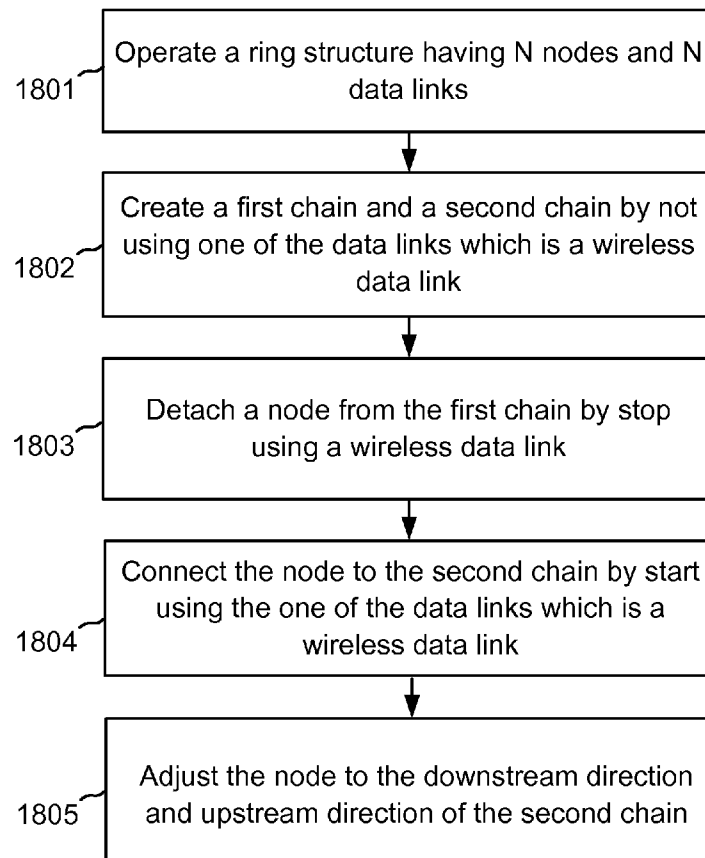 Operate a ring structure having N nodes and N
data links
1801
Create a first chain and a second chain by not
using one of the data links which is a wireless
data link
1802
Detach a node from the first chain by stop
using a wireless data link
1803
Connect the node to the second chain by start
using the one of the data links which is a
wireless data link
1804
Adjust the node to the downstream direction
and upstream direction of the second chain
1805